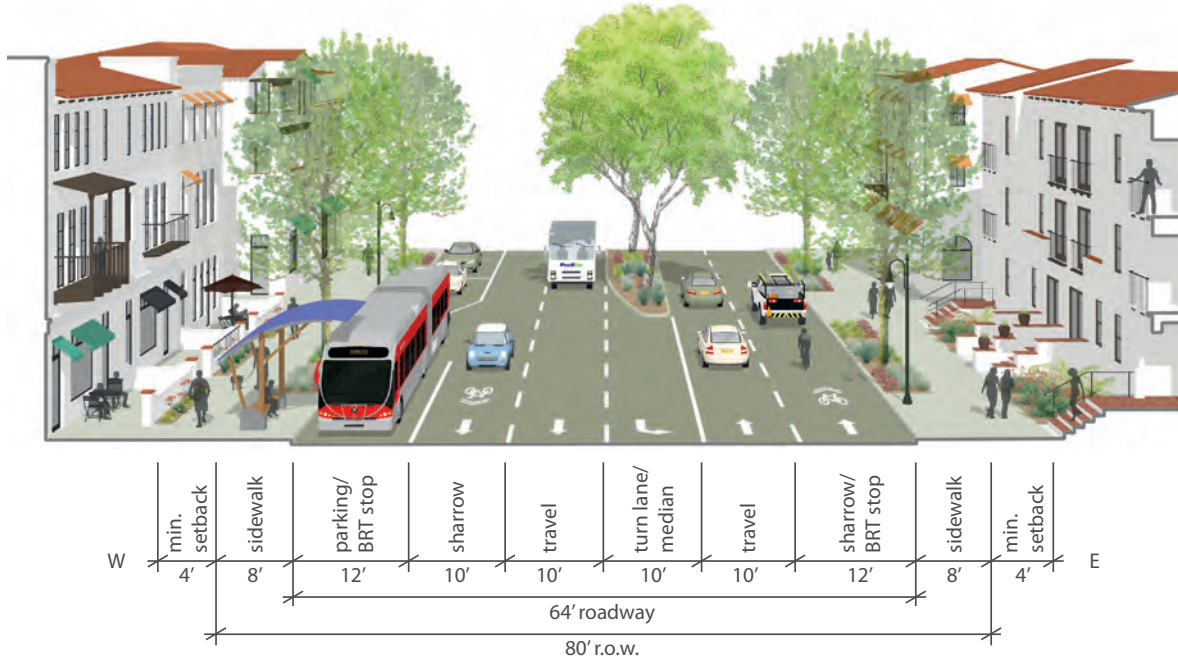 W
min.
setback
sidewalk
parking/
BRT stop
sharrow
travel
turn lane/
median
travel
sharrow/
BRT stop
sidewalk
min.
setback
E
4′ 8′ 12′ 10′ 10′ 10′ 10′ 12′ 8′ 4′
64′ roadway
80′ r.o.w.